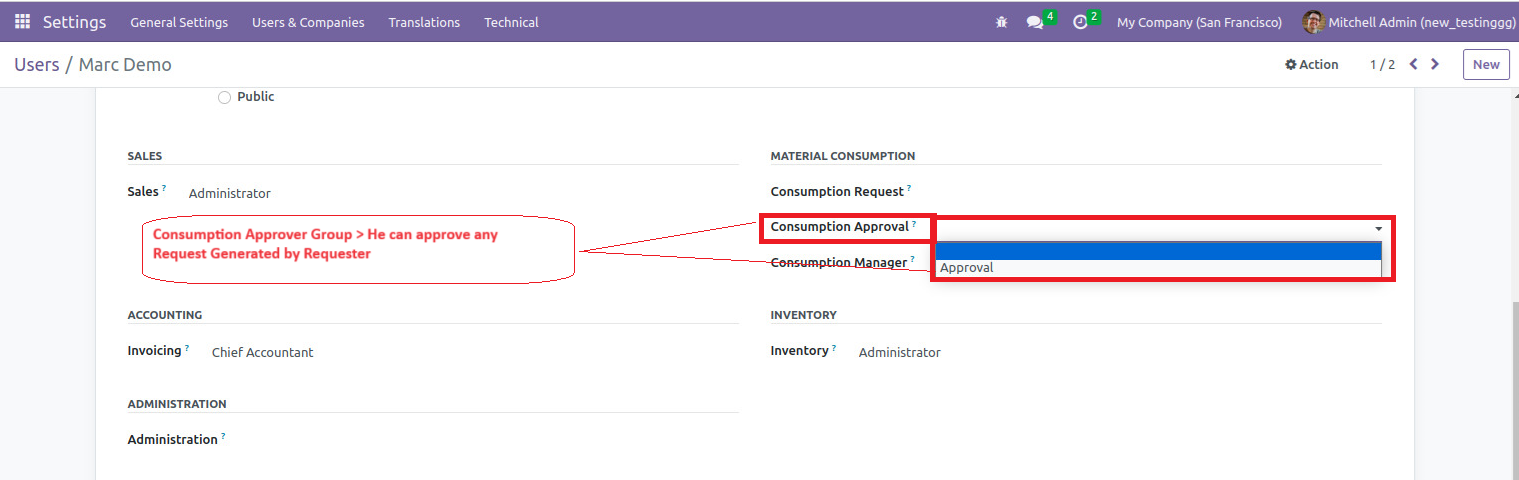 Settings General Settings Users & Companies Translations Technical 4 2 My Company (San Francisco) Mitchell Admin (new_testinggg)
Users / Marc Demo Action 1 / 2 New
Public
SALES
Sales ? Administrator
Consumption Approver Group > He can approve any
Request Generated by Requester
MATERIAL CONSUMPTION
Consumption Request ?
Consumption Approval ?
Approval
Consumption Manager ?
ACCOUNTING
Invoicing ? Chief Accountant
INVENTORY
Inventory ? Administrator
ADMINISTRATION
Administration ?